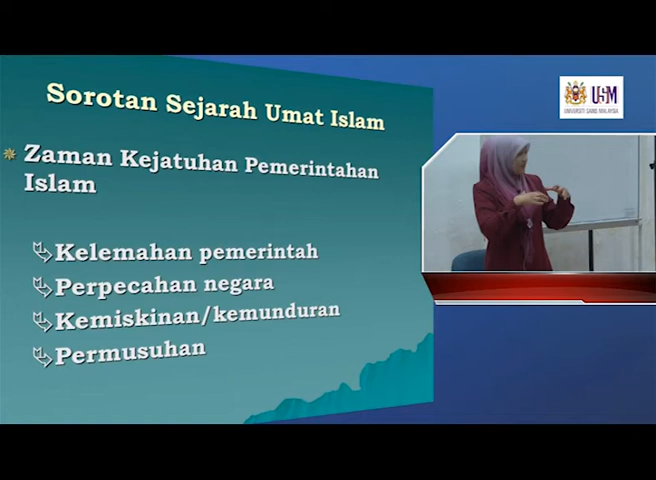 Sorotan Sejarah Umat Islam
Zaman Kejatuhan Pemerintahan
Islam
Kelemahan pemerintah
Perpecahan negara
Kemiskinan/kemunduran
Permusuhan
USM
UNIVERSITI SAINS MALAYSIA